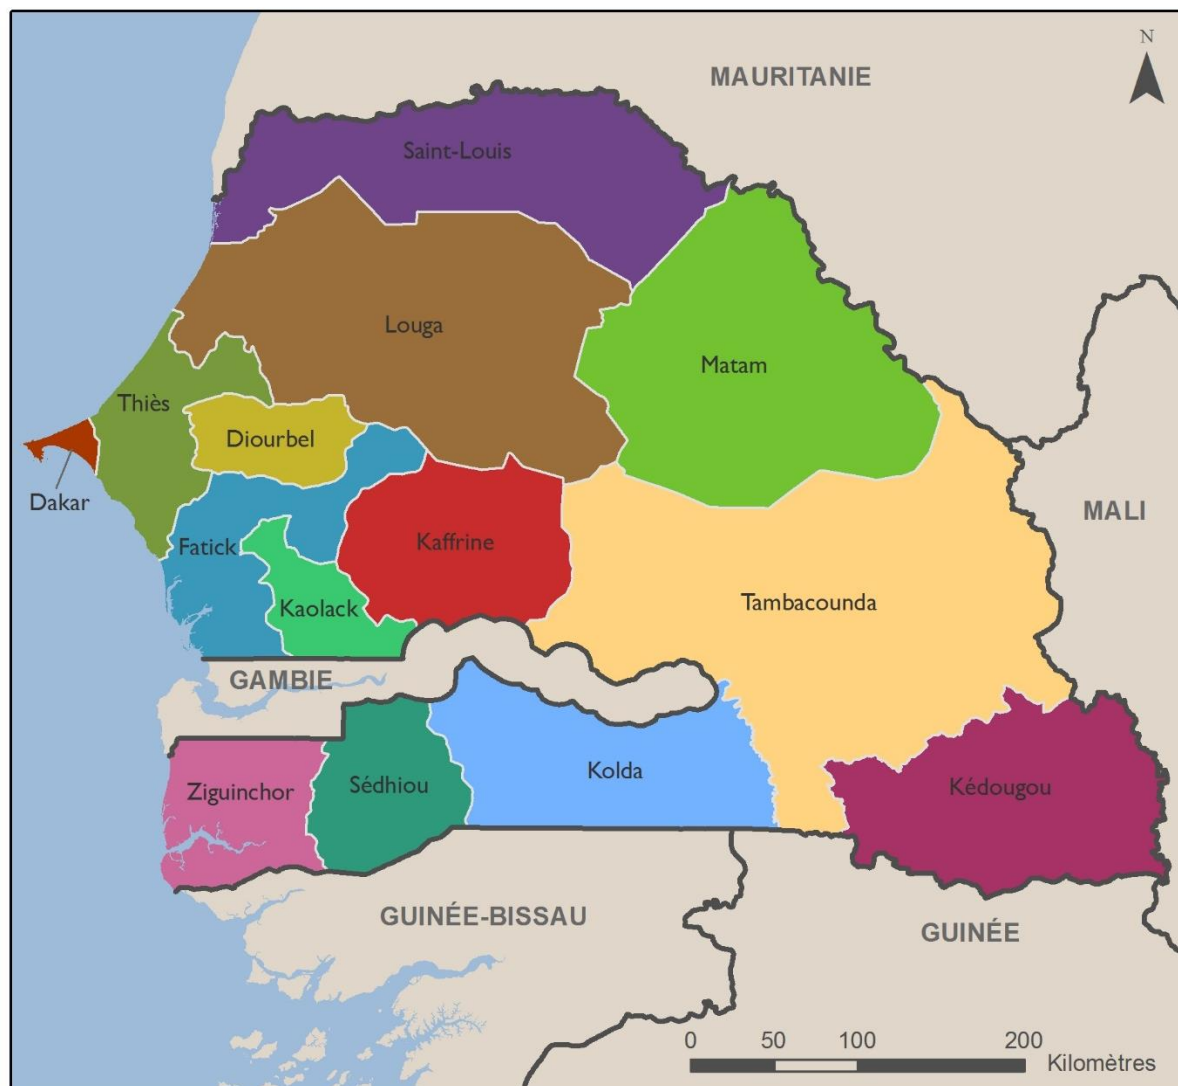 N
MAURITANIE
Saint-Louis
Louga
Matam
Thiès
Diourbel
Dakar
MALI
Fatick
Kaffrine
Kaolack
Tambacounda
GAMBIE
Kolda
Sédhiou
Ziguinchor
Kédougou
GUINÉE-BISSAU
GUINÉE
0 50 100 200
Kilomètres